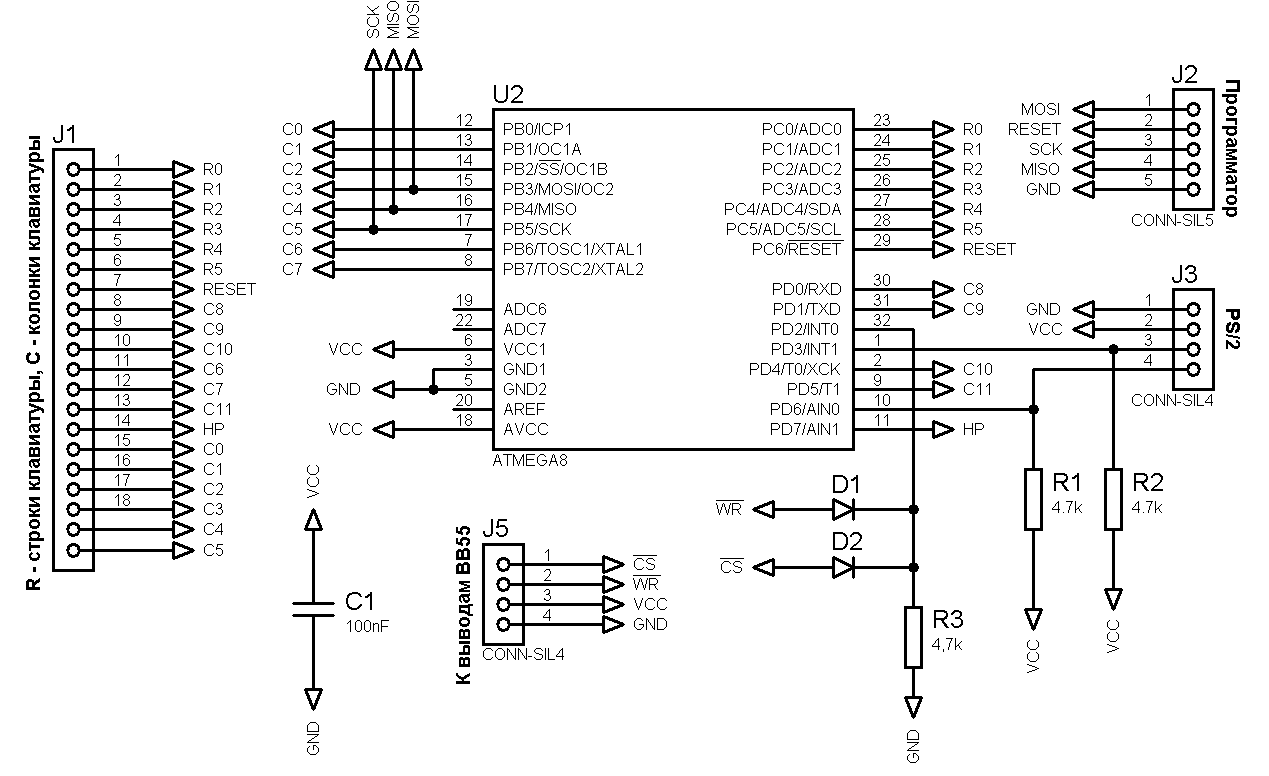 SCK
MISO
MOSI
R - строки клавиатуры, C - колонки клавиатуры
J1
1 R0
2 R1
3 R2
4 R3
5 R4
6 R5
7 RESET
8 C8
9 C9
10 C10
11 C6
12 C7
13 C11
14 HP
15 C0
16 C1
17 C2
18 C3
C4
C5
U2
C0 12 PB0/ICP1
C1 13 PB1/OC1A
C2 14 PB2/SS/OC1B
C3 15 PB3/MOSI/OC2
C4 16 PB4/MISO
C5 17 PB5/SCK
C6 7 PB6/TOSC1/XTAL1
C7 8 PB7/TOSC2/XTAL2
19 ADC6
22 ADC7
VCC 6 VCC1
3 GND1
GND 5 GND2
20 AREF
VCC 18 AVCC
PC0/ADC0 23 R0
PC1/ADC1 24 R1
PC2/ADC2 25 R2
PC3/ADC3 26 R3
PC4/ADC4/SDA 27 R4
PC5/ADC5/SCL 28 R5
PC6/RESET 29 RESET
PD0/RXD 30 C8
PD1/TXD 31 C9
PD2/INT0 32
PD3/INT1 1
PD4/T0/XCK 2 C10
PD5/T1 9 C11
PD6/AIN0 10
PD7/AIN1 11 HP
ATMEGA8
J2
Программатор
MOSI 1
RESET 2
SCK 3
MISO 4
GND 5
CONN-SIL5
J3
PS/2
GND 1
VCC 2
3
4
CONN-SIL4
VCC
C1
100nF
GND
J5
К выводам ВВ55
1 CS
2 WR
3 VCC
4 GND
CONN-SIL4
D1
WR
D2
CS
R3
4,7k
GND
R1
4.7k
VCC
R2
4.7k
VCC